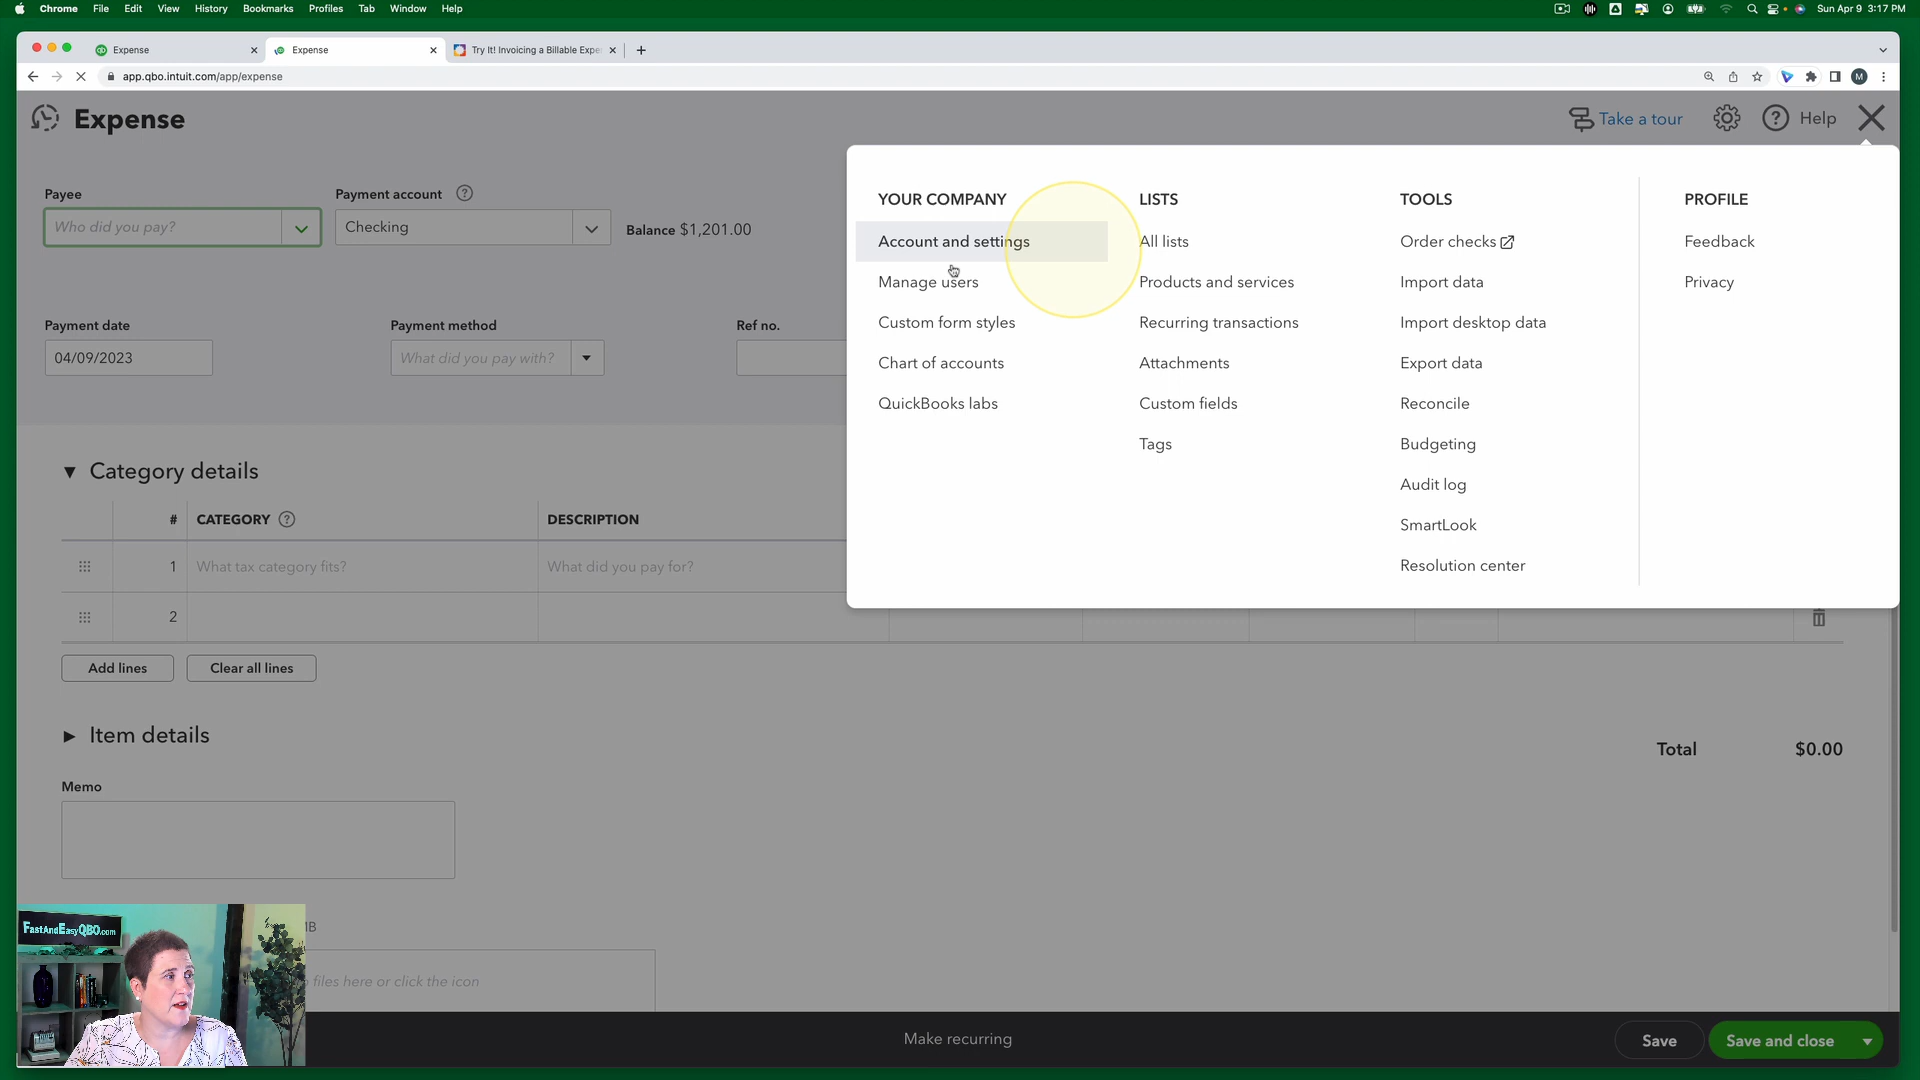 Chrome File Edit View History Bookmarks Profiles Tab Window Help
Sun Apr 9 3:17 PM
Expense
Expense
Try It! Invoicing a Billable Expe
app.qbo.intuit.com/app/expense
M
Expense
Take a tour
Help
Payee
Who did you pay?
Payment account
Checking
Balance $1,201.00
Payment date
04/09/2023
Payment method
What did you pay with?
Ref no.
YOUR COMPANY
Account and settings
Manage users
Custom form styles
Chart of accounts
QuickBooks labs
LISTS
All lists
Products and services
Recurring transactions
Attachments
Custom fields
Tags
TOOLS
Order checks
Import data
Import desktop data
Export data
Reconcile
Budgeting
Audit log
SmartLook
Resolution center
PROFILE
Feedback
Privacy
Category details
# CATEGORY DESCRIPTION
1 What tax category fits? What did you pay for?
2
Add lines Clear all lines
Item details
Total $0.00
Memo
MB
files here or click the icon
FastAndEasyQBO.com
Make recurring
Save
Save and close